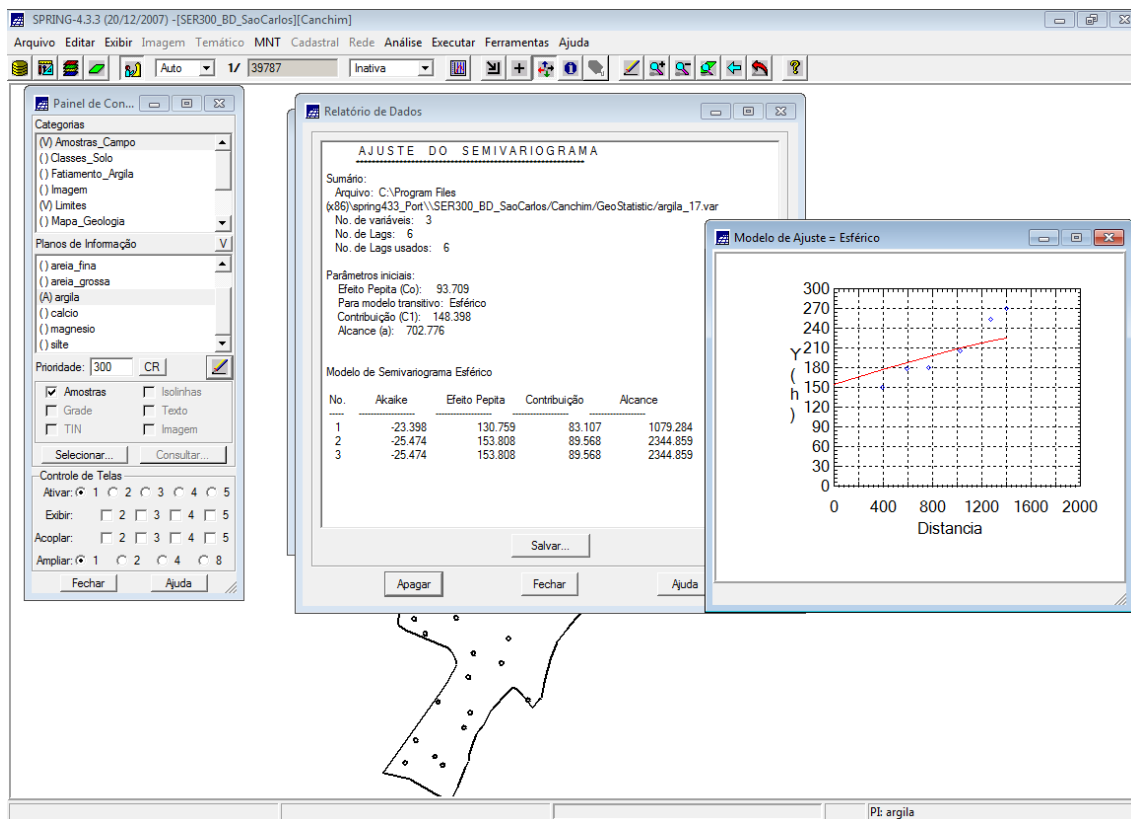 SPRING-4.3.3 (20/12/2007) -[SER300_BD_SaoCarlos][Canchim]
Arquivo Editar Exibir Imagem Temático MNT Cadastral Rede Análise Executar Ferramentas Ajuda
Auto 1/ 39787 Inativa
Painel de Con...
Categorias
(V) Amostras_Campo
( ) Classes_Solo
( ) Fatiamento_Argila
( ) Imagem
(V) Limites
( ) Mapa_Geologia
Planos de Informação V
( ) areia_fina
( ) areia_grossa
(A) argila
( ) calcio
( ) magnesio
( ) silte
Prioridade: 300 CR
Amostras Isolinhas
Grade Texto
TIN Imagem
Selecionar... Consultar...
Controle de Telas
Ativar: 1 2 3 4 5
Exibir: 2 3 4 5
Acoplar: 2 3 4 5
Ampliar: 1 2 4 8
Fechar Ajuda
Relatório de Dados
AJUSTE DO SEMIVARIOGRAMA
Sumário:
Arquivo: C:\Program Files
(x86)\spring433_Port\\SER300_BD_SaoCarlos/Canchim/GeoStatistic/argila_17.var
No. de variáveis: 3
No. de Lags: 6
No. de Lags usados: 6
Parâmetros iniciais:
Efeito Pepita (Co): 93.709
Para modelo transitivo: Esférico
Contribuição (C1): 148.398
Alcance (a): 702.776
Modelo de Semivariograma Esférico
No. Akaike Efeito Pepita Contribuição Alcance
1 -23.398 130.759 83.107 1079.284
2 -25.474 153.808 89.568 2344.859
3 -25.474 153.808 89.568 2344.859
Salvar...
Apagar Fechar Ajuda
Modelo de Ajuste = Esférico
300
270
240
210
180
150
120
90
60
30
0
Y(h)
0 400 800 1200 1600 2000
Distancia
PI: argila